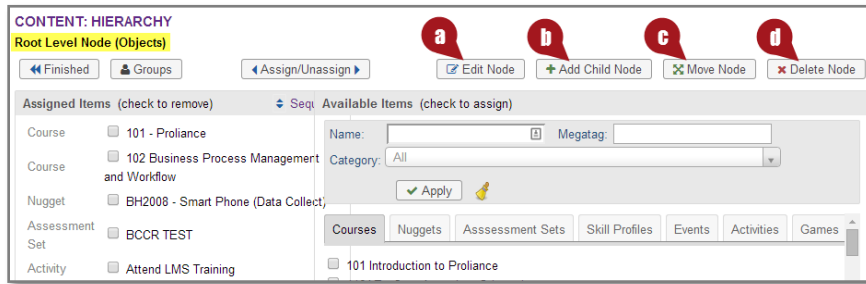 CONTENT: HIERARCHY
Root Level Node (Objects)
a b c d
Finished Groups Assign/Unassign Edit Node Add Child Node Move Node Delete Node
Assigned Items (check to remove) Sequ Available Items (check to assign)
Course 101 - Proliance
Course 102 Business Process Management and Workflow
Nugget BH2008 - Smart Phone (Data Collect)
Assessment Set BCCR TEST
Activity Attend LMS Training
Name: Megatag:
Category: All
Apply
Courses Nuggets Asssessment Sets Skill Profiles Events Activities Games
101 Introduction to Proliance